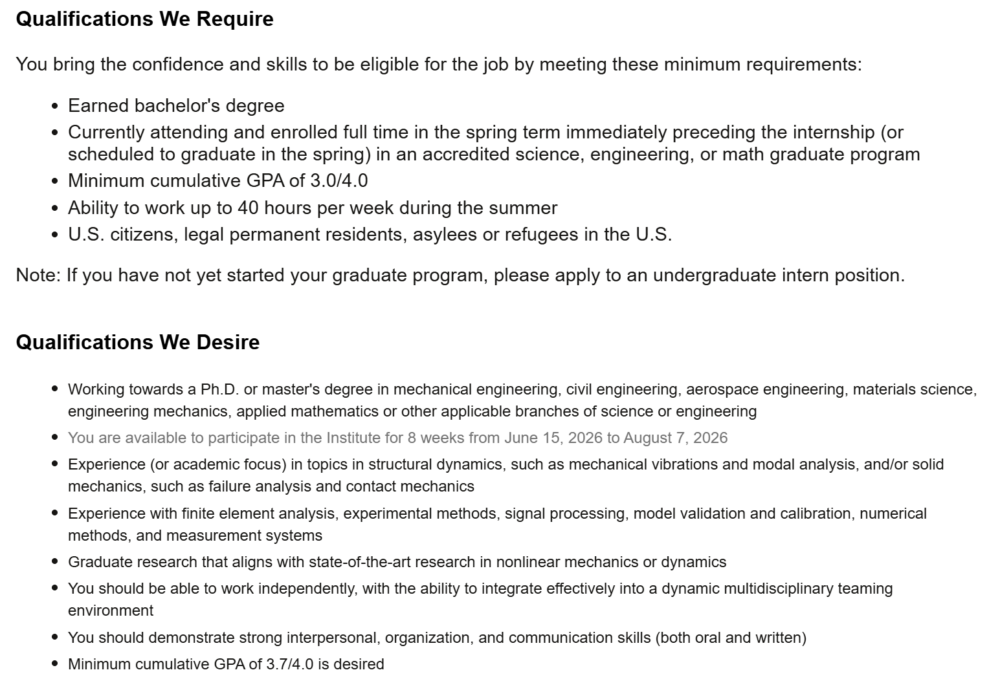 Qualifications We Require
You bring the confidence and skills to be eligible for the job by meeting these minimum requirements:
• Earned bachelor's degree
• Currently attending and enrolled full time in the spring term immediately preceding the internship (or
scheduled to graduate in the spring) in an accredited science, engineering, or math graduate program
• Minimum cumulative GPA of 3.0/4.0
• Ability to work up to 40 hours per week during the summer
• U.S. citizens, legal permanent residents, asylees or refugees in the U.S.
Note: If you have not yet started your graduate program, please apply to an undergraduate intern position.
Qualifications We Desire
• Working towards a Ph.D. or master's degree in mechanical engineering, civil engineering, aerospace engineering, materials science,
engineering mechanics, applied mathematics or other applicable branches of science or engineering
• You are available to participate in the Institute for 8 weeks from June 15, 2026 to August 7, 2026
• Experience (or academic focus) in topics in structural dynamics, such as mechanical vibrations and modal analysis, and/or solid
mechanics, such as failure analysis and contact mechanics
• Experience with finite element analysis, experimental methods, signal processing, model validation and calibration, numerical
methods, and measurement systems
• Graduate research that aligns with state-of-the-art research in nonlinear mechanics or dynamics
• You should be able to work independently, with the ability to integrate effectively into a dynamic multidisciplinary teaming
environment
• You should demonstrate strong interpersonal, organization, and communication skills (both oral and written)
• Minimum cumulative GPA of 3.7/4.0 is desired